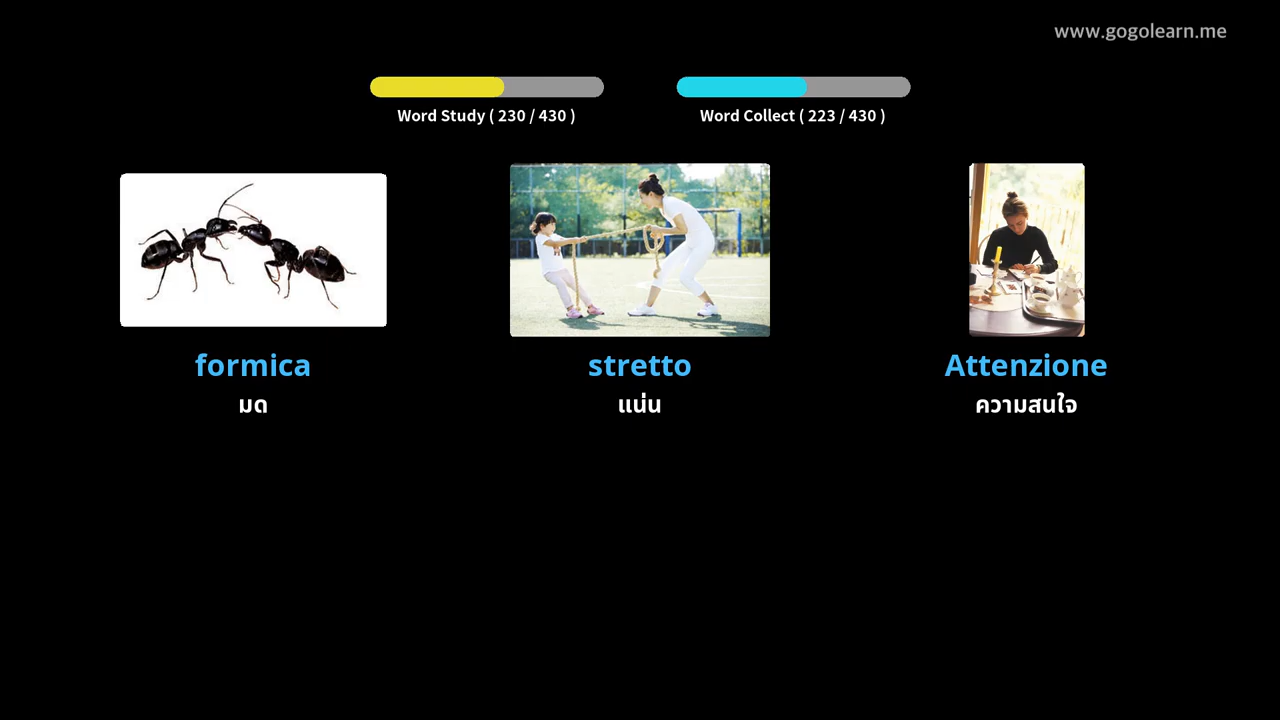 www.gogolearn.me
Word Study ( 230 / 430 )
Word Collect ( 223 / 430 )
formica
stretto
Attenzione
มด
แน่น
ความสนใจ